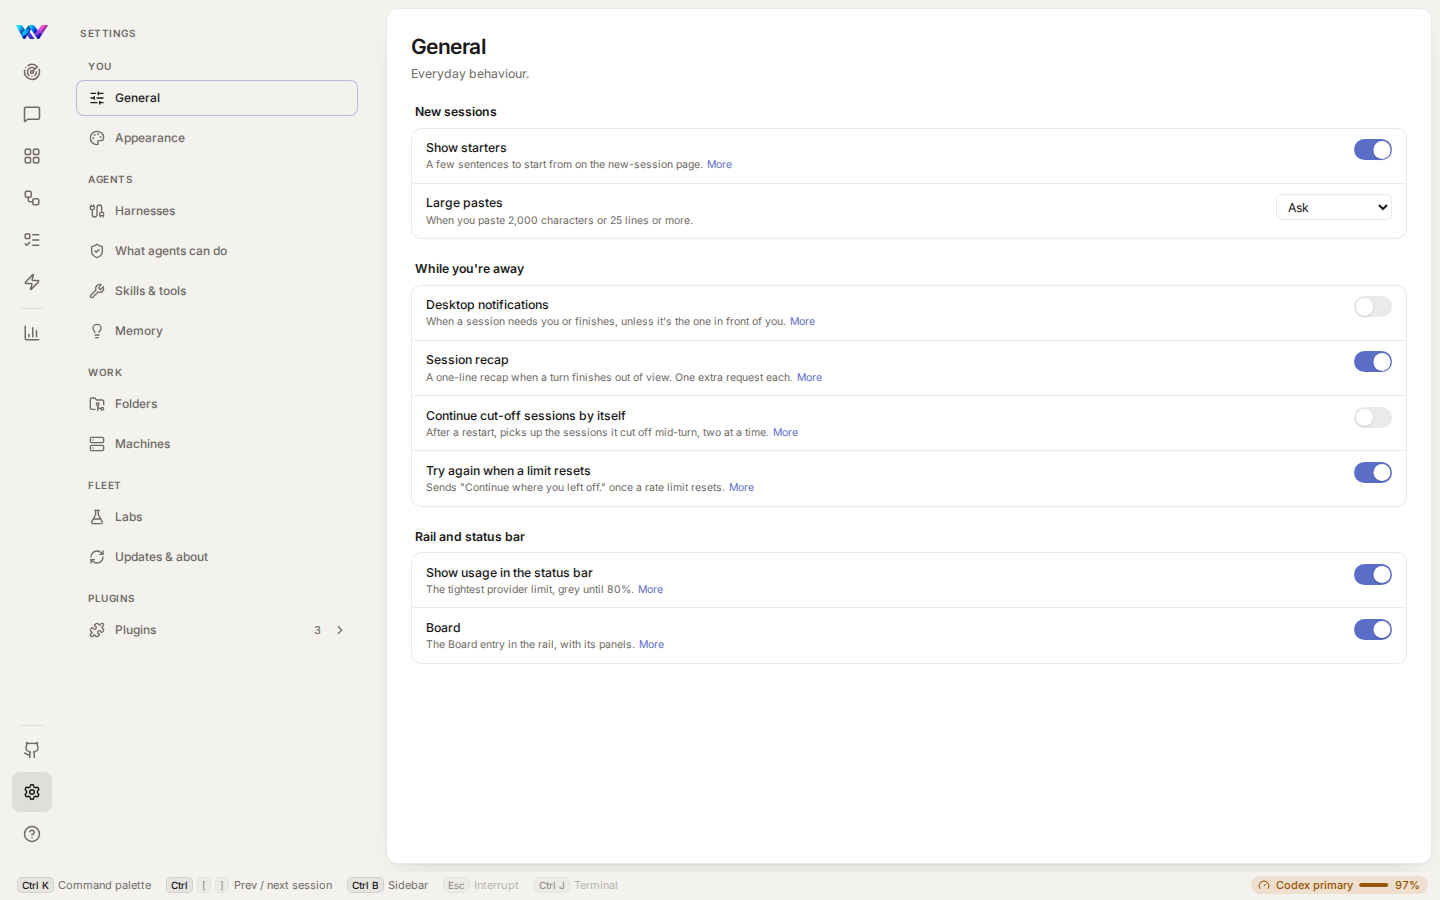 SETTINGS
YOU
General
Appearance
AGENTS
Harnesses
What agents can do
Skills & tools
Memory
WORK
Folders
Machines
FLEET
Labs
Updates & about
PLUGINS
Plugins 3
General
Everyday behaviour.
New sessions
Show starters
A few sentences to start from on the new-session page. More
Large pastes
When you paste 2,000 characters or 25 lines or more.
Ask
While you're away
Desktop notifications
When a session needs you or finishes, unless it's the one in front of you. More
Session recap
A one-line recap when a turn finishes out of view. One extra request each. More
Continue cut-off sessions by itself
After a restart, picks up the sessions it cut off mid-turn, two at a time. More
Try again when a limit resets
Sends "Continue where you left off." once a rate limit resets. More
Rail and status bar
Show usage in the status bar
The tightest provider limit, grey until 80%. More
Board
The Board entry in the rail, with its panels. More
Ctrl K Command palette Ctrl [ ] Prev / next session Ctrl B Sidebar Esc Interrupt Ctrl J Terminal Codex primary 97%